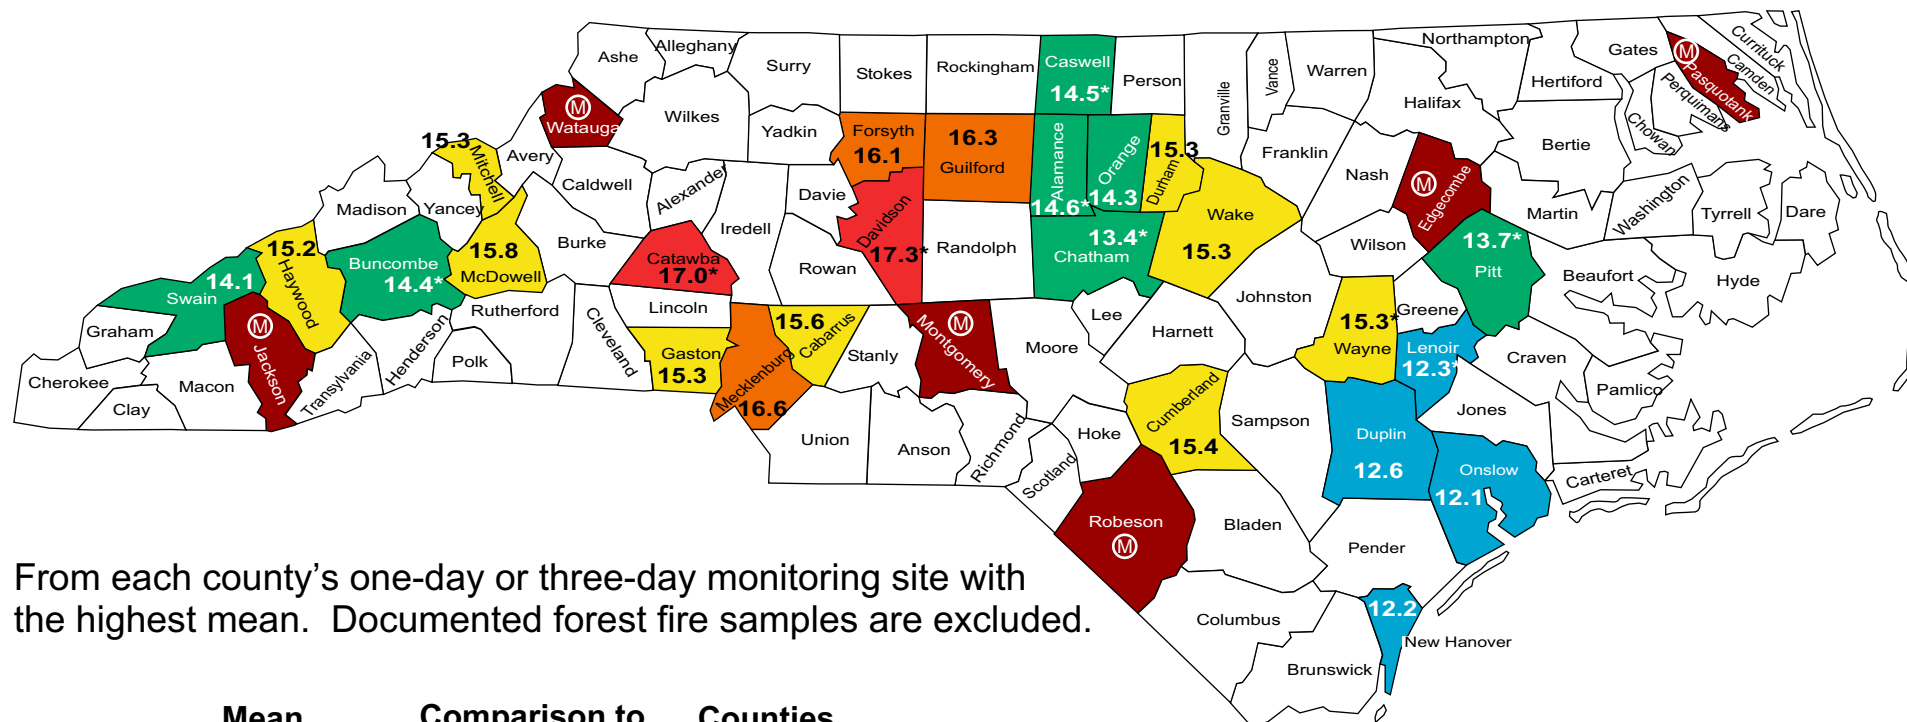 Ashe
Alleghany
Surry
Stokes
Rockingham
Caswell
14.5*
Person
Granville
Vance
Warren
Northampton
Halifax
Hertiford
Gates
Pasquotank
M
Camden
Currituck
Perquimans
Chowan
Bertie
M
Watauga
Wilkes
Yadkin
Forsyth
16.1
16.3
Guilford
Alamance
14.6*
Orange
14.3
15.3
Durham
Franklin
Nash
M
Edgecombe
Martin
Washington
Tyrrell
Dare
15.3
Mitchell
Avery
Caldwell
Alexander
Davie
Iredell
Davidson
17.3*
Randolph
13.4*
Chatham
Wake
15.3
Wilson
13.7*
Pitt
Beaufort
Hyde
Madison
Yancey
15.8
McDowell
Burke
Catawba
17.0*
Rowan
Lincoln
Buncombe
14.4*
15.2
Haywood
14.1
Swain
Graham
M
Jackson
Cherokee
Clay
Macon
Transylvania
Henderson
Polk
Rutherford
Cleveland
Gaston
15.3
Mecklenburg
16.6
15.6
Cabarrus
Stanly
M
Montgomery
Moore
Lee
Harnett
Johnston
15.3*
Wayne
Greene
Lenoir
12.3*
Craven
Pamlico
Jones
Carteret
Union
Anson
Richmond
Scotland
Hoke
Cumberland
15.4
Sampson
Duplin
12.6
Onslow
12.1
Robeson
M
Bladen
Pender
Columbus
12.2
New Hanover
Brunswick
From each county’s one-day or three-day monitoring site with
the highest mean.  Documented forest fire samples are excluded.
Mean Comparison to Counties